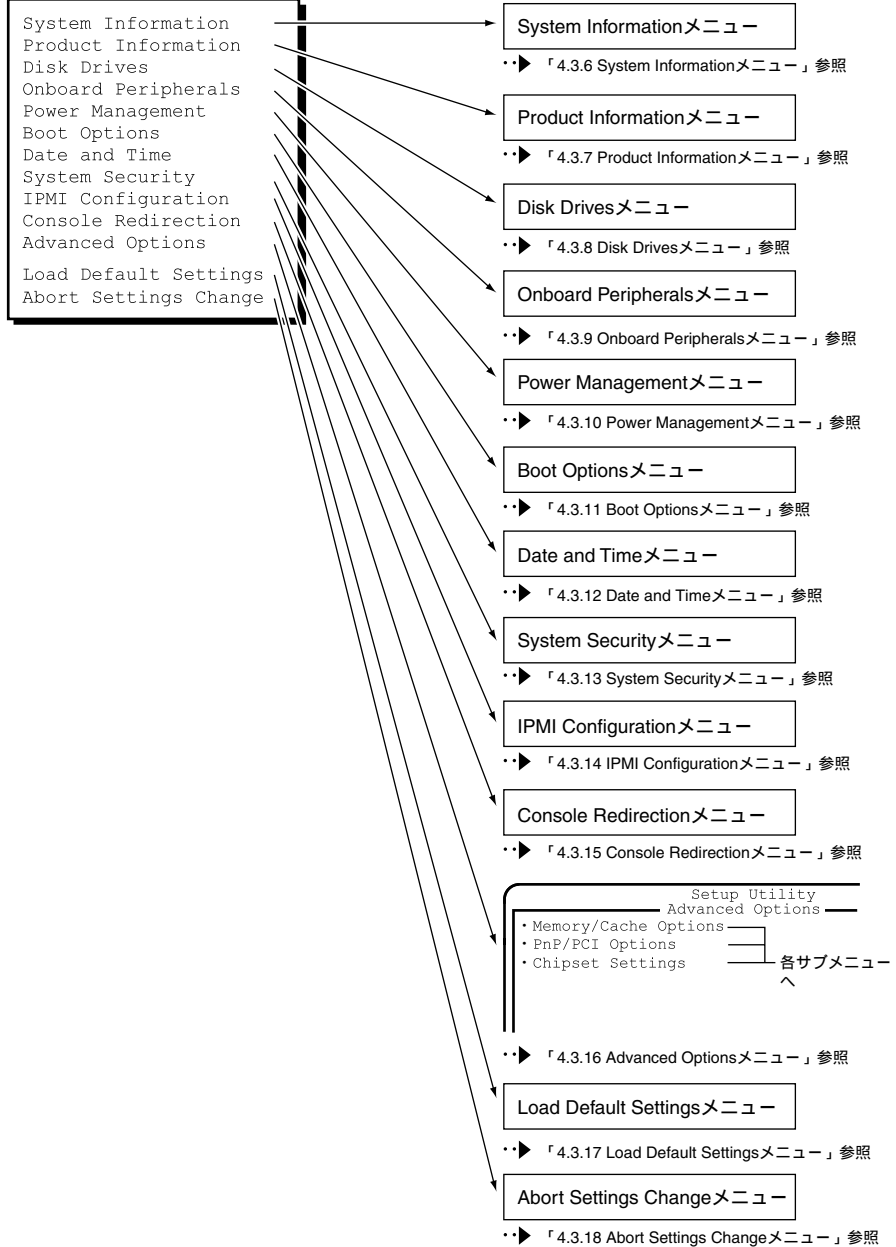 System Information
Product Information
Disk Drives
Onboard Peripherals
Power Management
Boot Options
Date and Time
System Security
IPMI Configuration
Console Redirection
Advanced Options
Load Default Settings
Abort Settings Change
System Informationメニュー
「4.3.6 System Informationメニュー」参照
Product Informationメニュー
「4.3.7 Product Informationメニュー」参照
Disk Drivesメニュー
「4.3.8 Disk Drivesメニュー」参照
Onboard Peripheralsメニュー
「4.3.9 Onboard Peripheralsメニュー」参照
Power Managementメニュー
「4.3.10 Power Managementメニュー」参照
Boot Optionsメニュー
「4.3.11 Boot Optionsメニュー」参照
Date and Timeメニュー
「4.3.12 Date and Timeメニュー」参照
System Securityメニュー
「4.3.13 System Securityメニュー」参照
IPMI Configurationメニュー
「4.3.14 IPMI Configurationメニュー」参照
Console Redirectionメニュー
「4.3.15 Console Redirectionメニュー」参照
Setup Utility
Advanced Options
・Memory/Cache Options
・PnP/PCI Options
・Chipset Settings
各サブメニュー
へ
「4.3.16 Advanced Optionsメニュー」参照
Load Default Settingsメニュー
「4.3.17 Load Default Settingsメニュー」参照
Abort Settings Changeメニュー
「4.3.18 Abort Settings Changeメニュー」参照